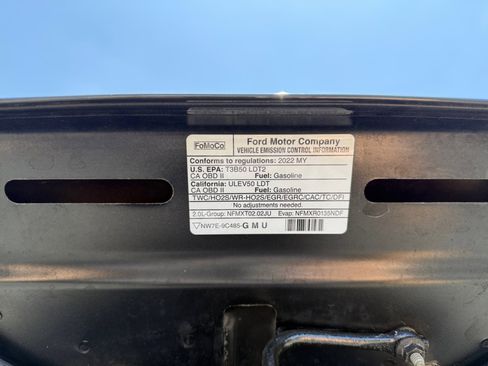 FoMoCo
Ford Motor Company
VEHICLE EMISSION CONTROL INFORMATION
Conforms to regulations: 2022 MY
U.S. EPA: T3B50 LDT2
CA OBD II Fuel: Gasoline
California: ULEV50 LDT
CA OBD II Fuel: Gasoline
TWC/HO2S/WR-HO2S/EGR/EGRC/CAC/TC/DFI
No adjustments needed.
2.0L-Group: NFMXT02.02JU Evap: NFMXR0135NDF
NW7E-9C485-GMU